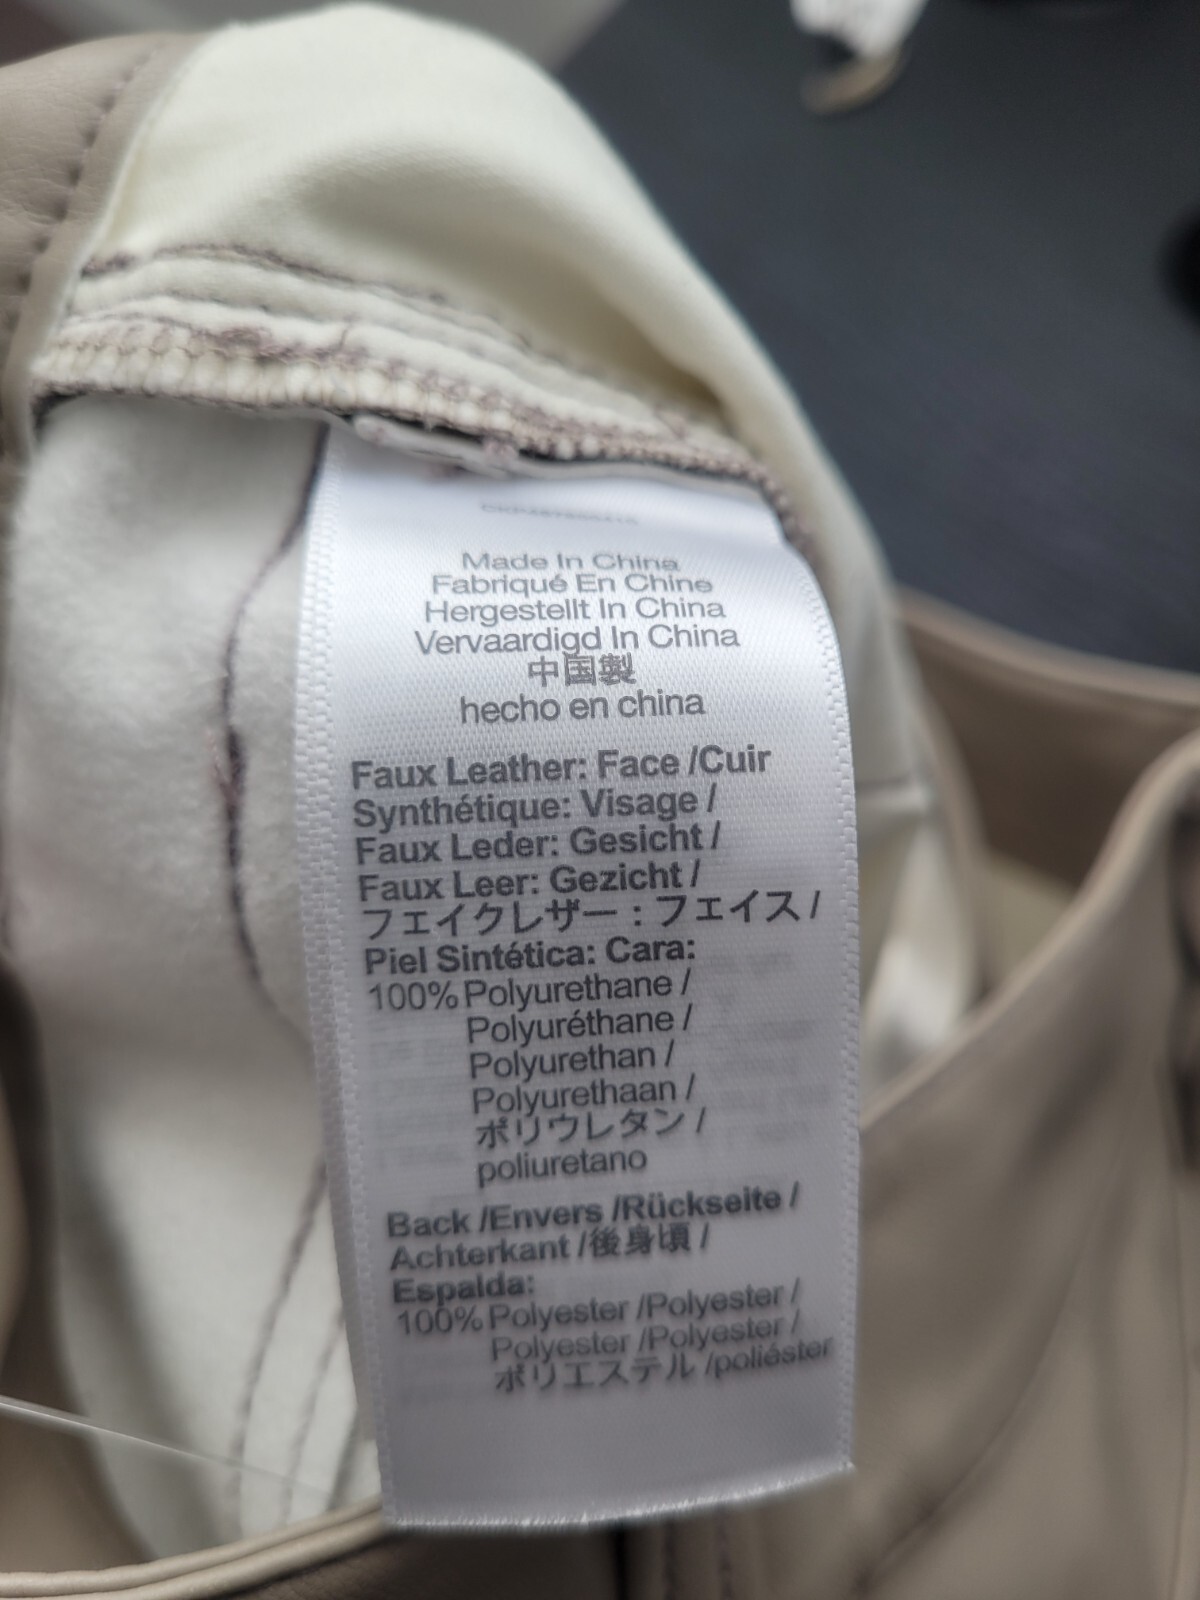 Made In China
Fabriqué En Chine
Hergestellt In China
Vervaardigd In China
中国製
hecho en china
Faux Leather: Face /Cuir
Synthétique: Visage /
Faux Leder: Gesicht /
Faux Leer: Gezicht /
フェイクレザー : フェイス /
Piel Sintética: Cara:
100% Polyurethane /
Polyuréthane /
Polyurethan /
Polyurethaan /
ポリウレタン /
poliuretano
Back /Envers /Rückseite /
Achterkant /後身頃 /
Espalda:
100% Polyester /Polyester /
Polyester /Polyester /
ポリエステル /poliéster